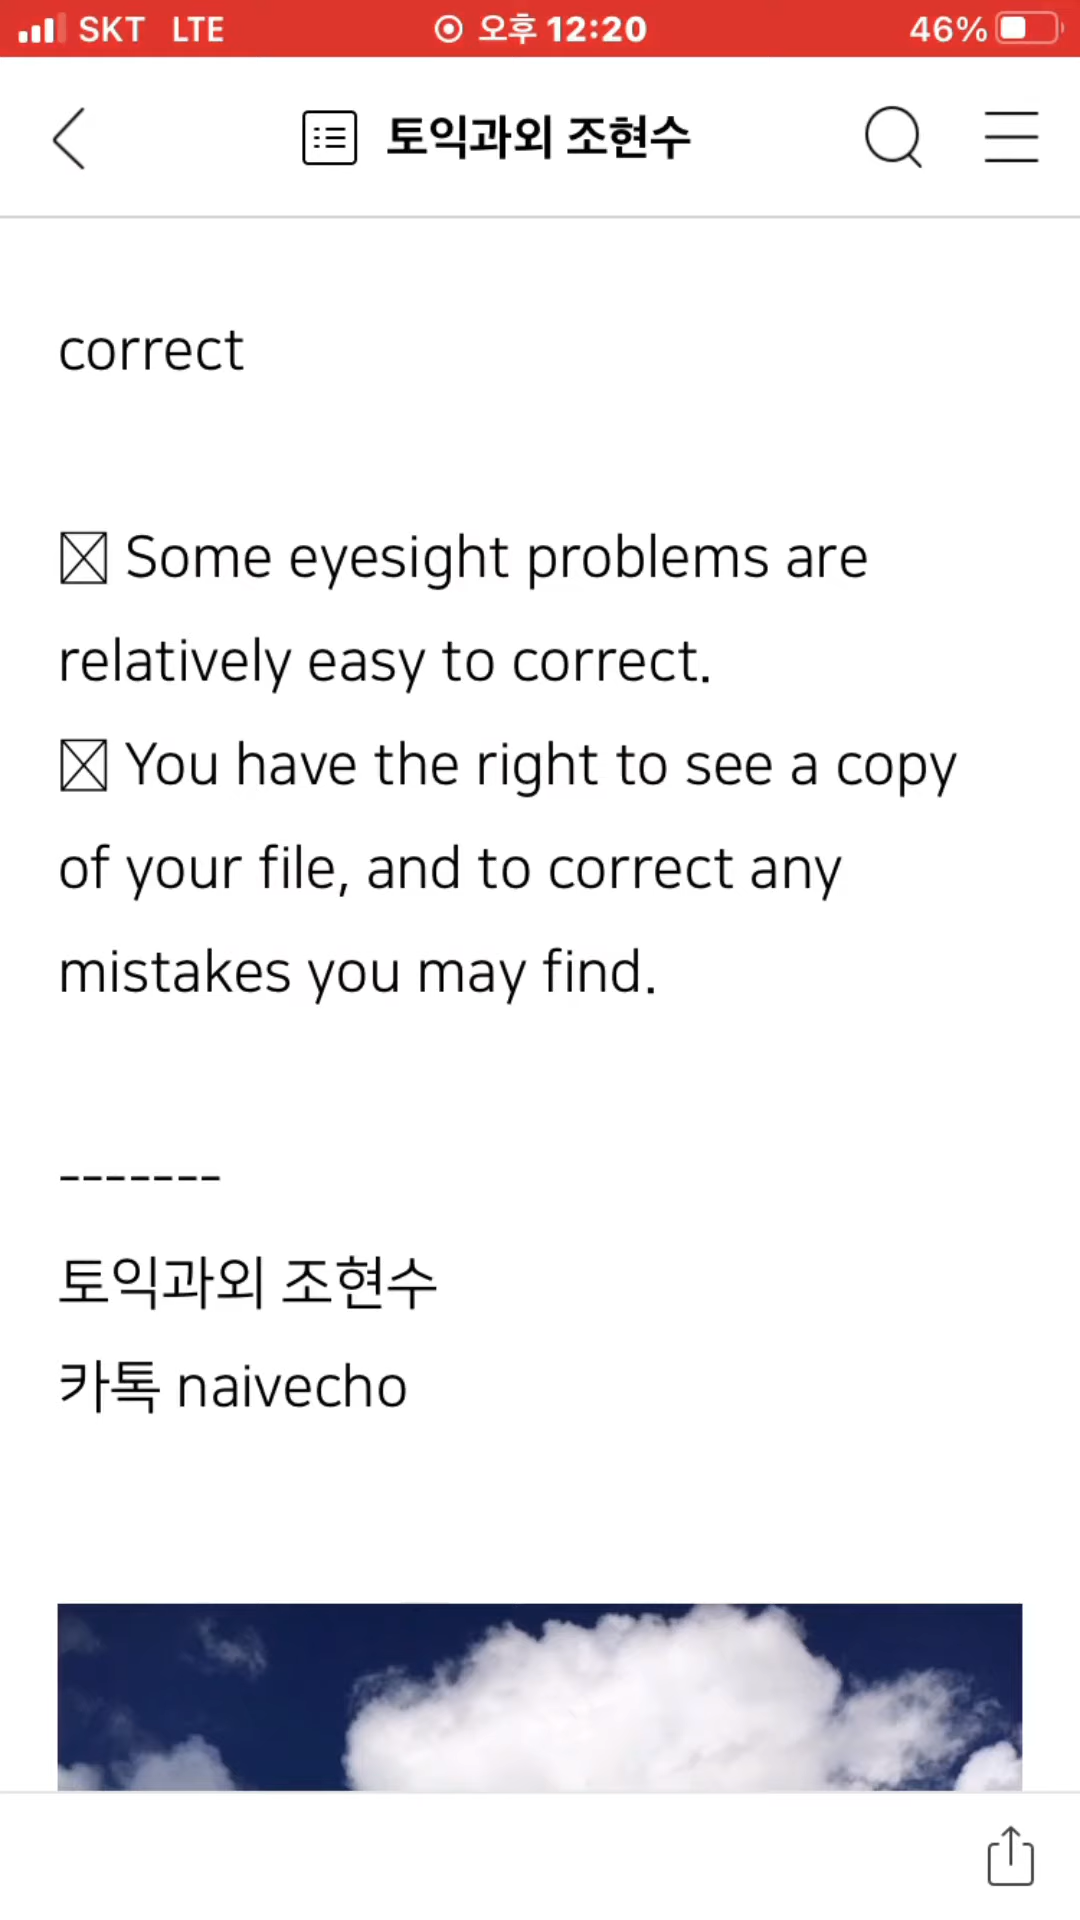 SKT LTE 오후 12:20 46%
토익과외 조현수
correct
☒ Some eyesight problems are
relatively easy to correct.
☒ You have the right to see a copy
of your file, and to correct any
mistakes you may find.
-------
토익과외 조현수
카톡 naivecho